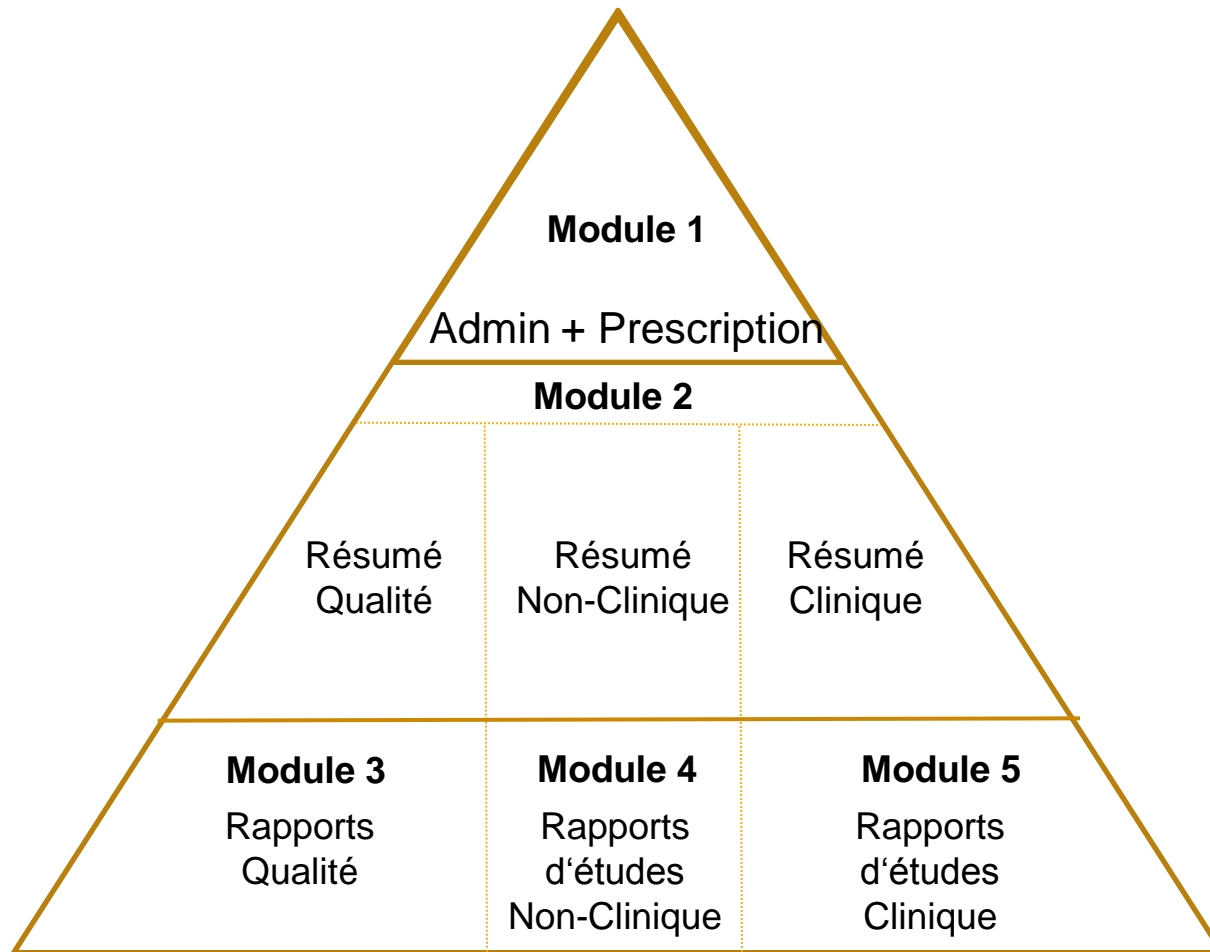 Module 1
Admin + Prescription
Module 2
Résumé
Qualité
Résumé
Non-Clinique
Résumé
Clinique
Module 3
Rapports
Qualité
Module 4
Rapports
d‘études
Non-Clinique
Module 5
Rapports
d‘études
Clinique